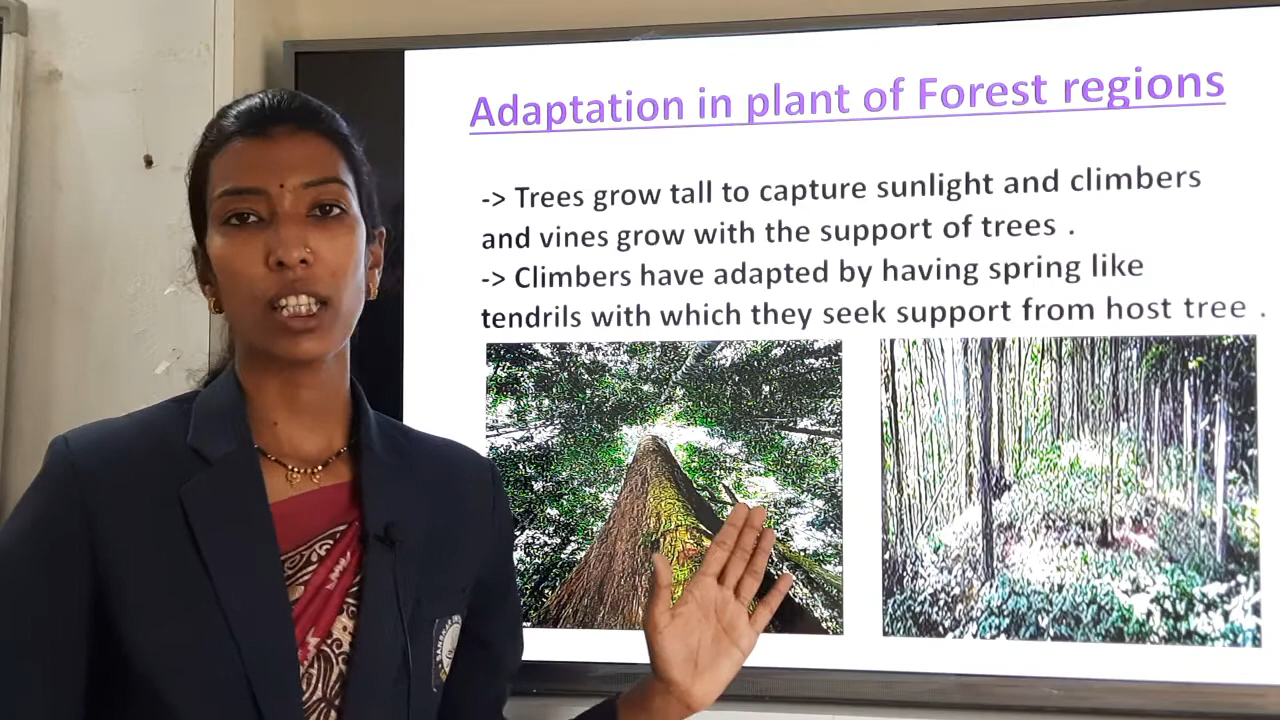 Adaptation in plant of Forest regions
-> Trees grow tall to capture sunlight and climbers
and vines grow with the support of trees .
-> Climbers have adapted by having spring like
tendrils with which they seek support from host tree .